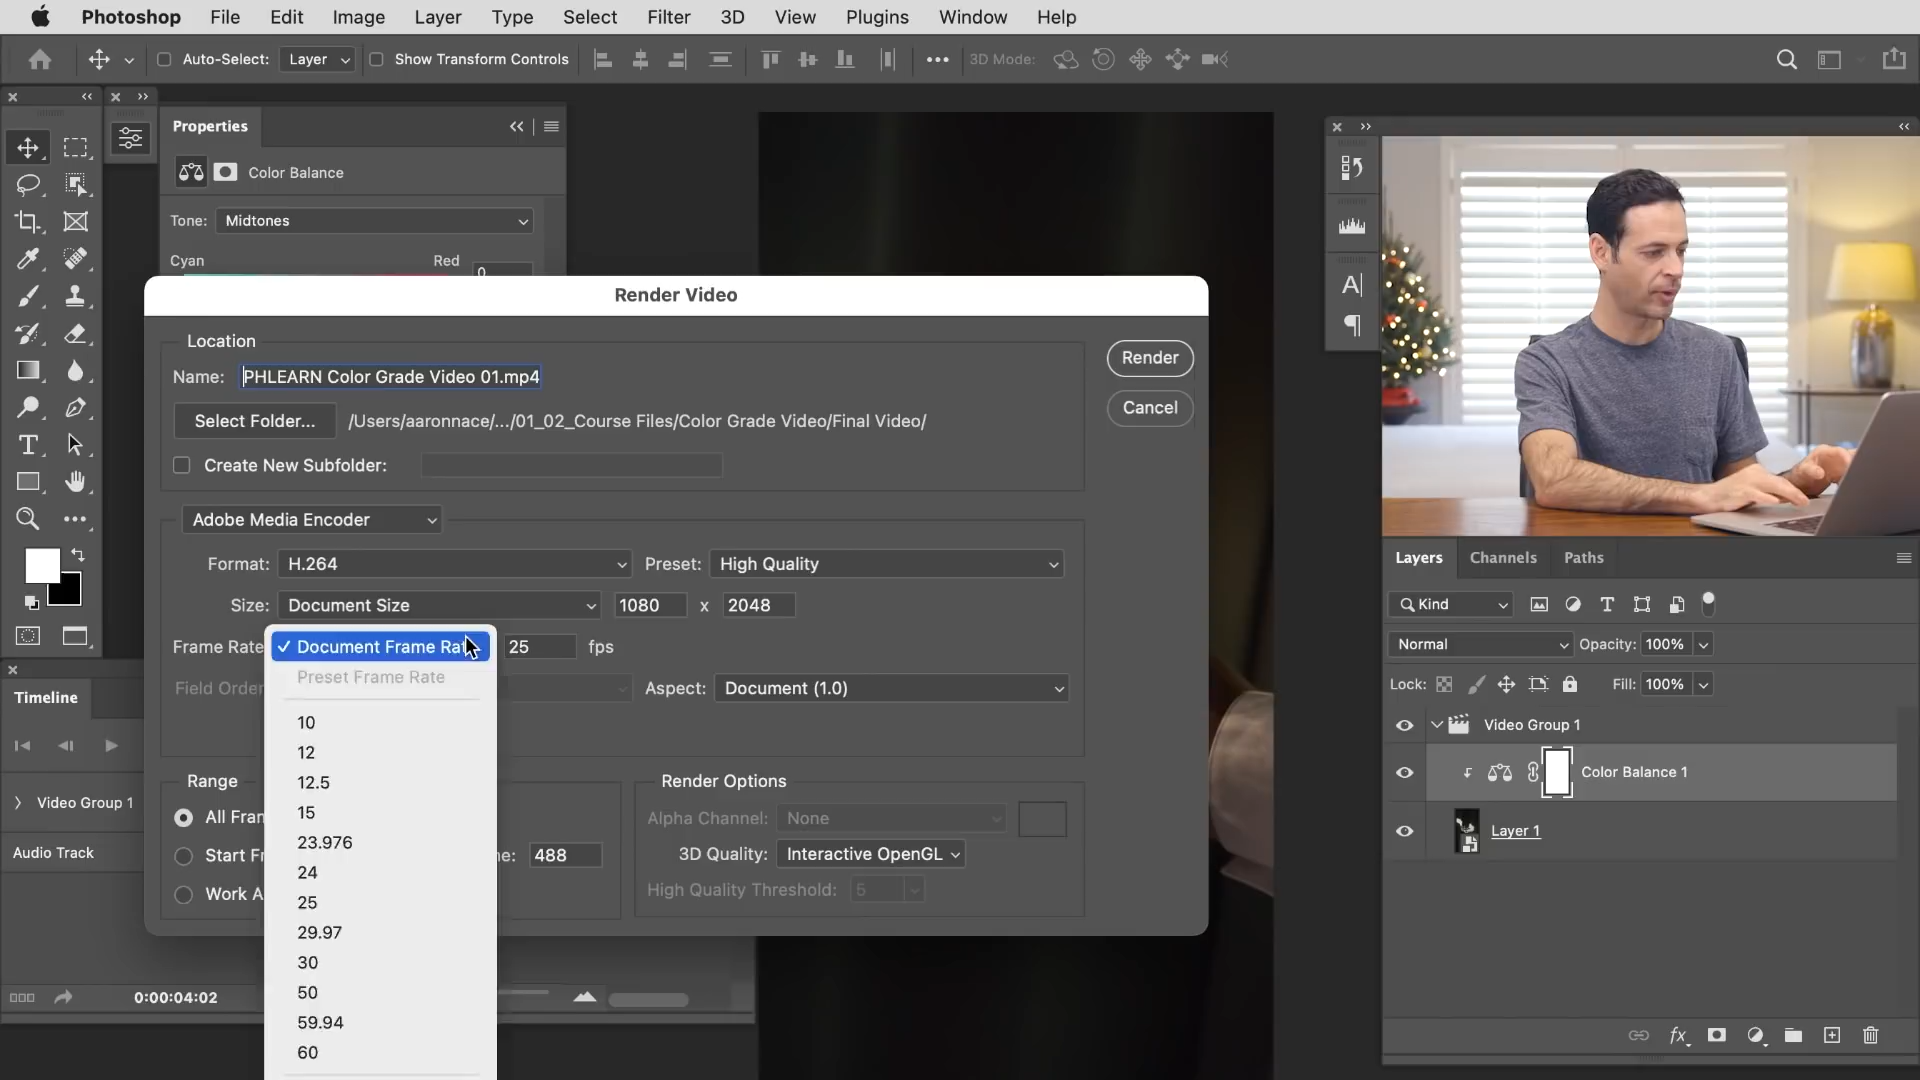 Photoshop File Edit Image Layer Type Select Filter 3D View Plugins Window Help
Auto-Select: Layer Show Transform Controls 3D Mode:
Properties
Color Balance
Tone: Midtones
Cyan Red 0
Render Video
Location
Name: PHLEARN Color Grade Video 01.mp4
Select Folder... /Users/aaronnace/.../01_02_Course Files/Color Grade Video/Final Video/
Create New Subfolder:
Render
Cancel
Adobe Media Encoder
Format: H.264 Preset: High Quality
Size: Document Size 1080 x 2048
Frame Rate Document Frame 25 fps
Preset Frame Rate
Field Order Aspect: Document (1.0)
10
12
12.5
15
23.976
24
25
29.97
30
50
59.94
60
Range
All
Start 488
Work
Render Options
Alpha Channel: None
3D Quality: Interactive OpenGL
High Quality Threshold: 5
Timeline
Video Group 1
Audio Track
0:00:04:02
Layers Channels Paths
Kind
Normal Opacity: 100%
Lock: Fill: 100%
Video Group 1
Color Balance 1
Layer 1
fx